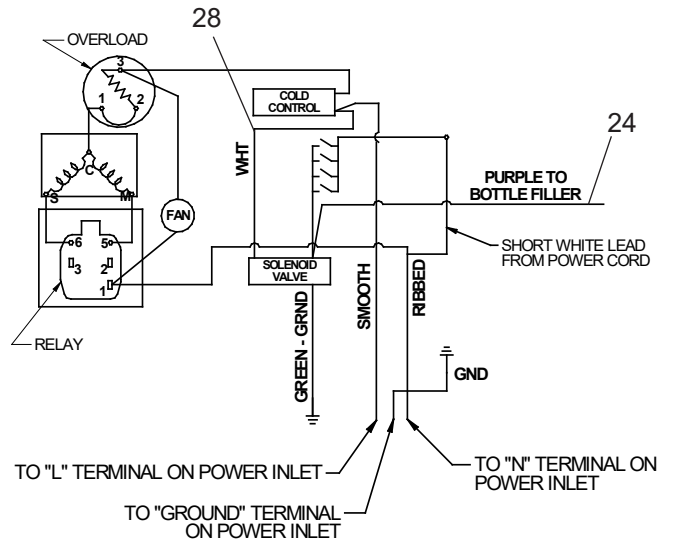 28
OVERLOAD
3
1
2
COLD
CONTROL
24
WHT
PURPLE TO
BOTTLE FILLER
C
S
M
FAN
6
5
3
2
1
SHORT WHITE LEAD
FROM POWER CORD
SOLENOID
VALVE
RELAY
GREEN - GRND
SMOOTH
RIBBED
GND
TO "L" TERMINAL ON POWER INLET
TO "N" TERMINAL ON
POWER INLET
TO "GROUND" TERMINAL
ON POWER INLET